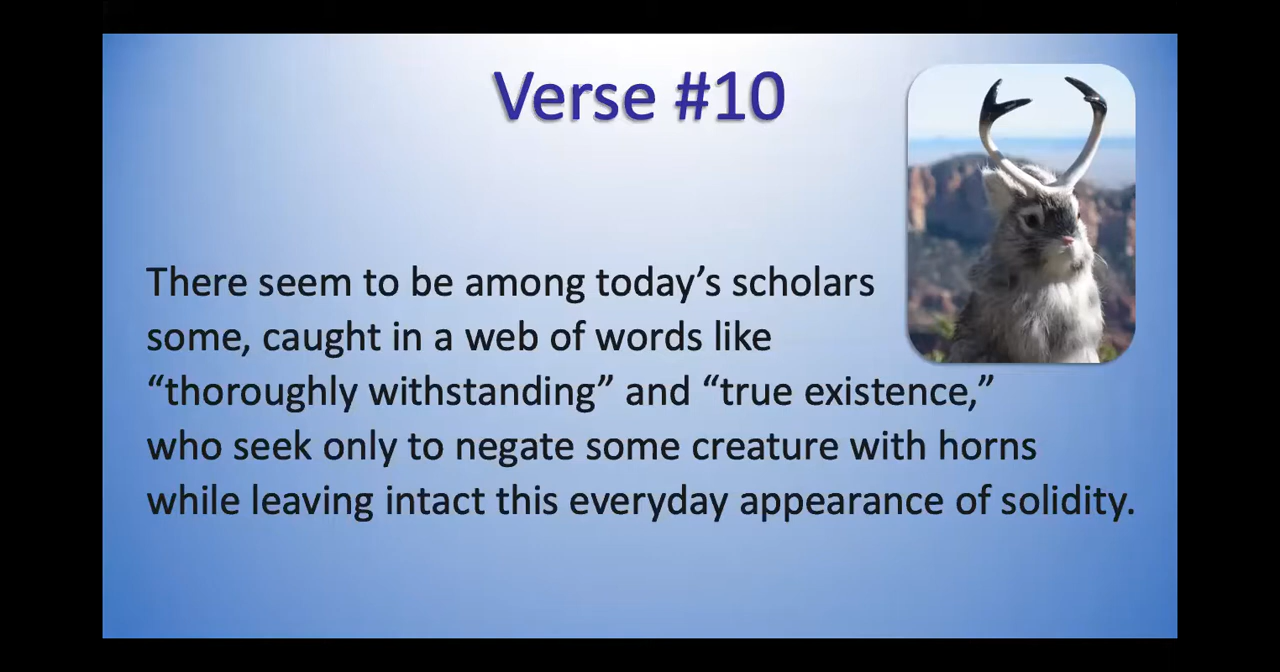 Verse #10
There seem to be among today’s scholars
some, caught in a web of words like
“thoroughly withstanding” and “true existence,”
who seek only to negate some creature with horns
while leaving intact this everyday appearance of solidity.